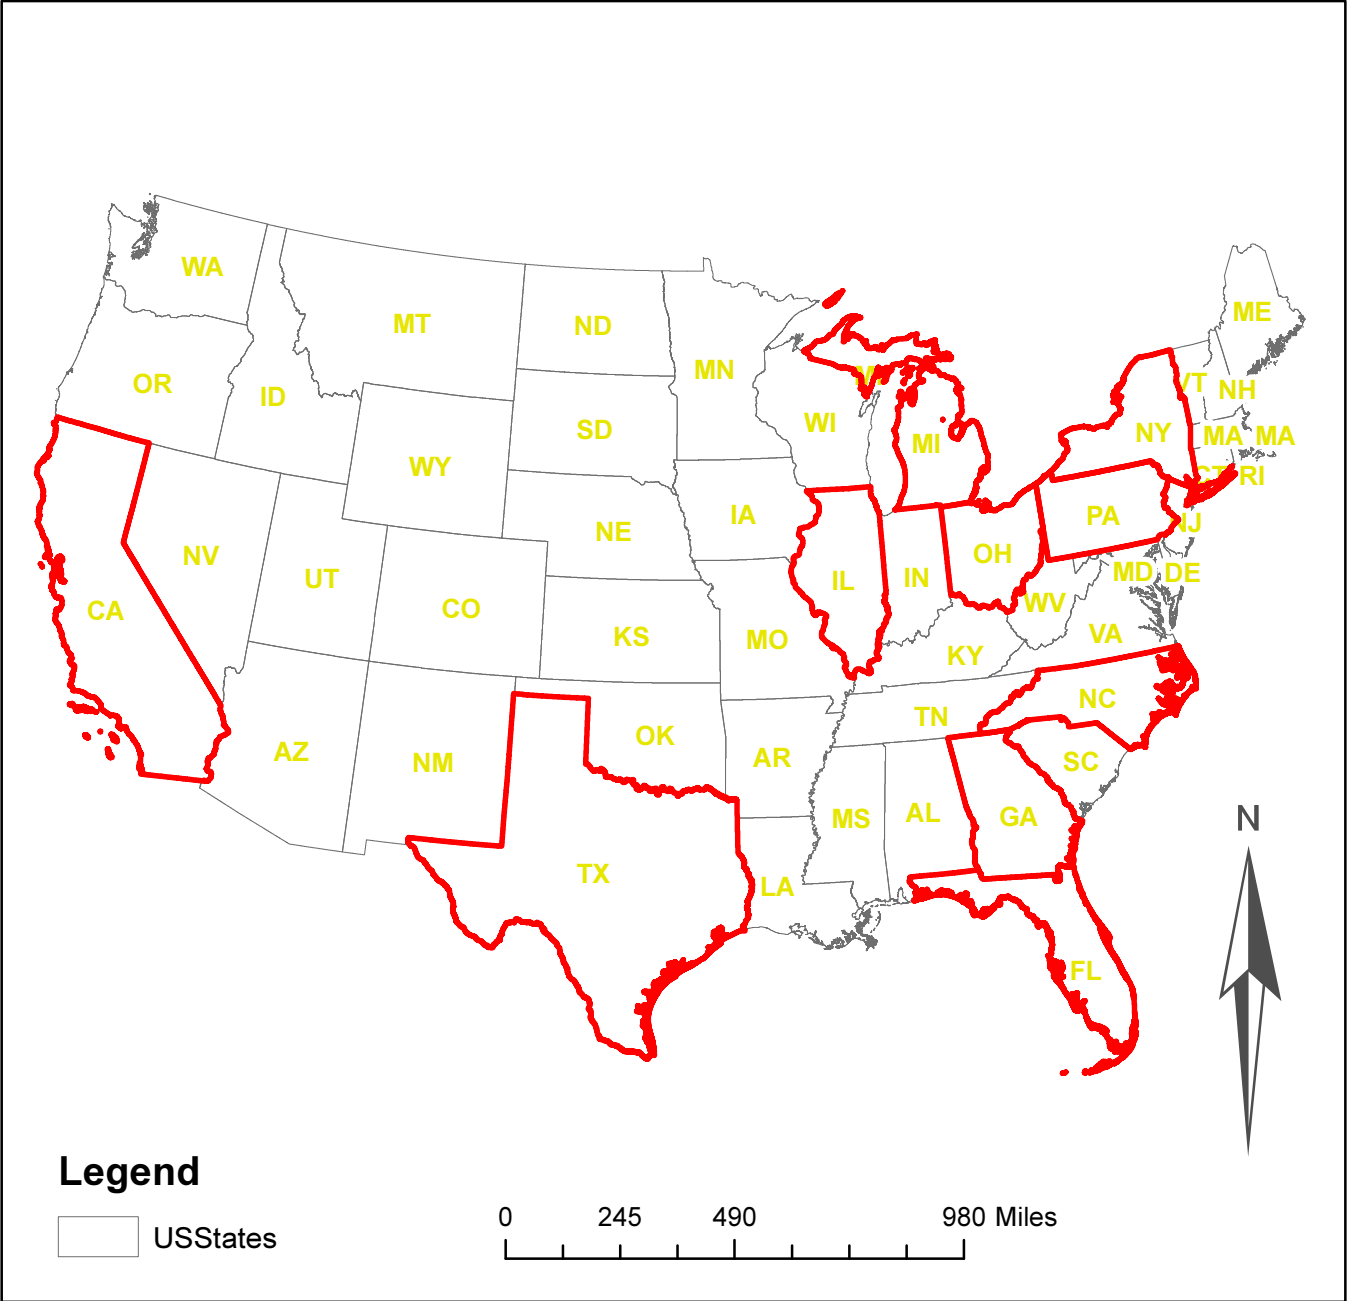 WA
MT
ND
ME
MN
OR
ID
SD
WI
MI
MI
VT
NH
NY
MA
MA
WY
CT
RI
IA
PA
NJ
NV
NE
OH
IN
IL
MD
DE
UT
CO
WV
CA
KS
MO
VA
KY
NC
TN
OK
AZ
NM
AR
SC
MS
AL
GA
TX
LA
FL
N
Legend
USStates
0 245 490 980 Miles